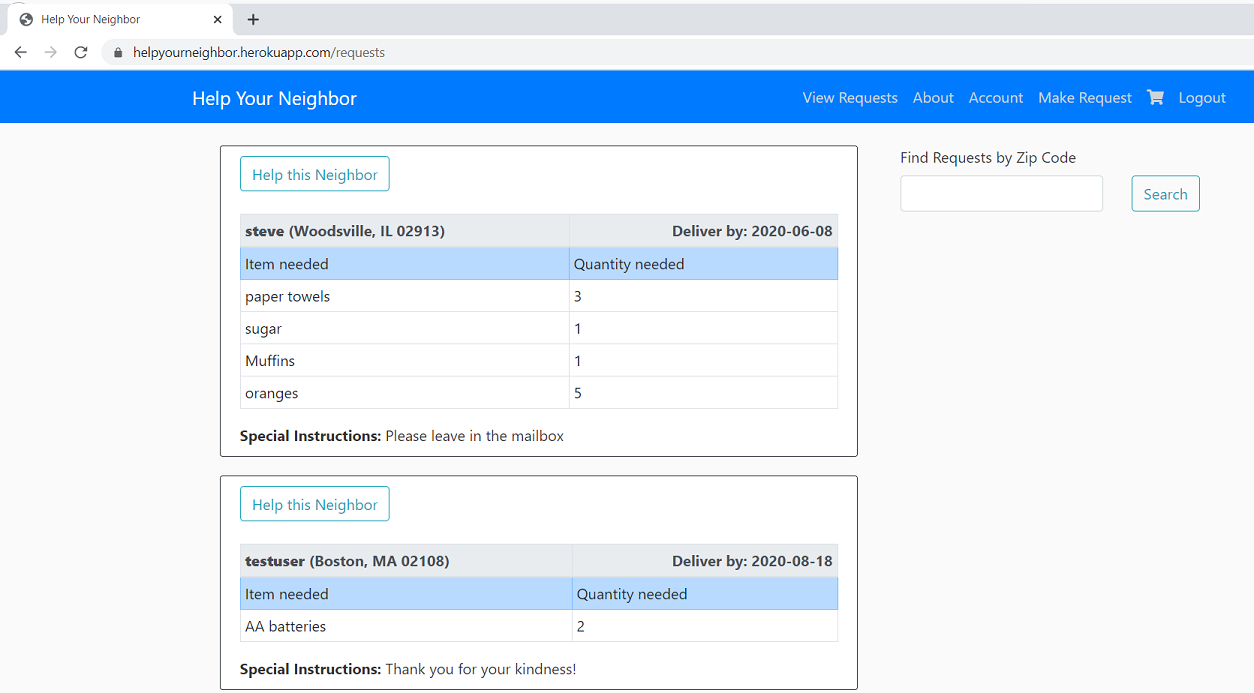 Help Your Neighbor
helpyourneighbor.herokuapp.com/requests
Help Your Neighbor View Requests About Account Make Request Logout
Help this Neighbor
steve (Woodsville, IL 02913) Deliver by: 2020-06-08
Item needed Quantity needed
paper towels 3
sugar 1
Muffins 1
oranges 5
Special Instructions: Please leave in the mailbox
Help this Neighbor
testuser (Boston, MA 02108) Deliver by: 2020-08-18
Item needed Quantity needed
AA batteries 2
Special Instructions: Thank you for your kindness!
Find Requests by Zip Code
Search